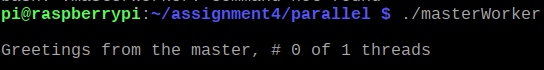 pi@raspberrypi:~/assignment4/parallel $ ./masterWorker
Greetings from the master, # 0 of 1 threads